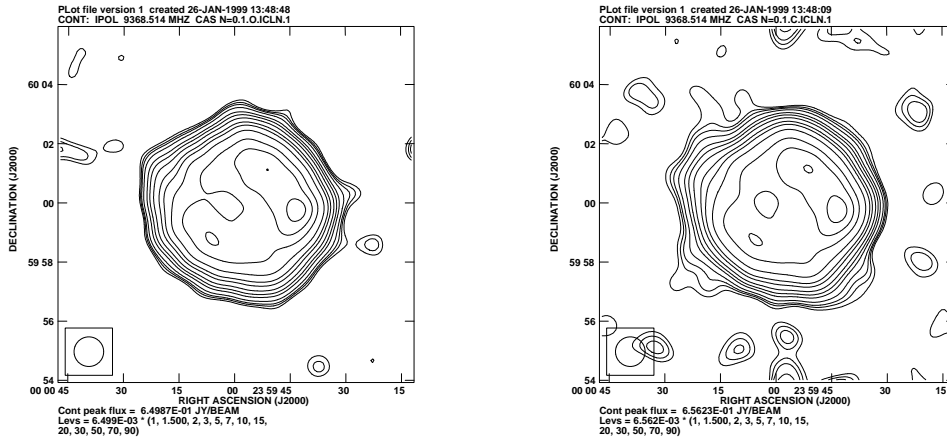 PLot file version 1  created 26-JAN-1999 13:48:48
CONT: IPOL  9368.514 MHZ  CAS N=0.1.O.ICLN.1
DECLINATION (J2000)
60 04
02
00
59 58
56
54
00 00 45
30
15
00
23 59 45
30
15
RIGHT ASCENSION (J2000)
Cont peak flux =  6.4987E-01 JY/BEAM
Levs = 6.499E-03 * (1, 1.500, 2, 3, 5, 7, 10, 15,
20, 30, 50, 70, 90)
PLot file version 1  created 26-JAN-1999 13:48:09
CONT: IPOL  9368.514 MHZ  CAS N=0.1.C.ICLN.1
DECLINATION (J2000)
60 04
02
00
59 58
56
54
00 00 45
30
15
00
23 59 45
30
15
RIGHT ASCENSION (J2000)
Cont peak flux =  6.5623E-01 JY/BEAM
Levs = 6.562E-03 * (1, 1.500, 2, 3, 5, 7, 10, 15,
20, 30, 50, 70, 90)